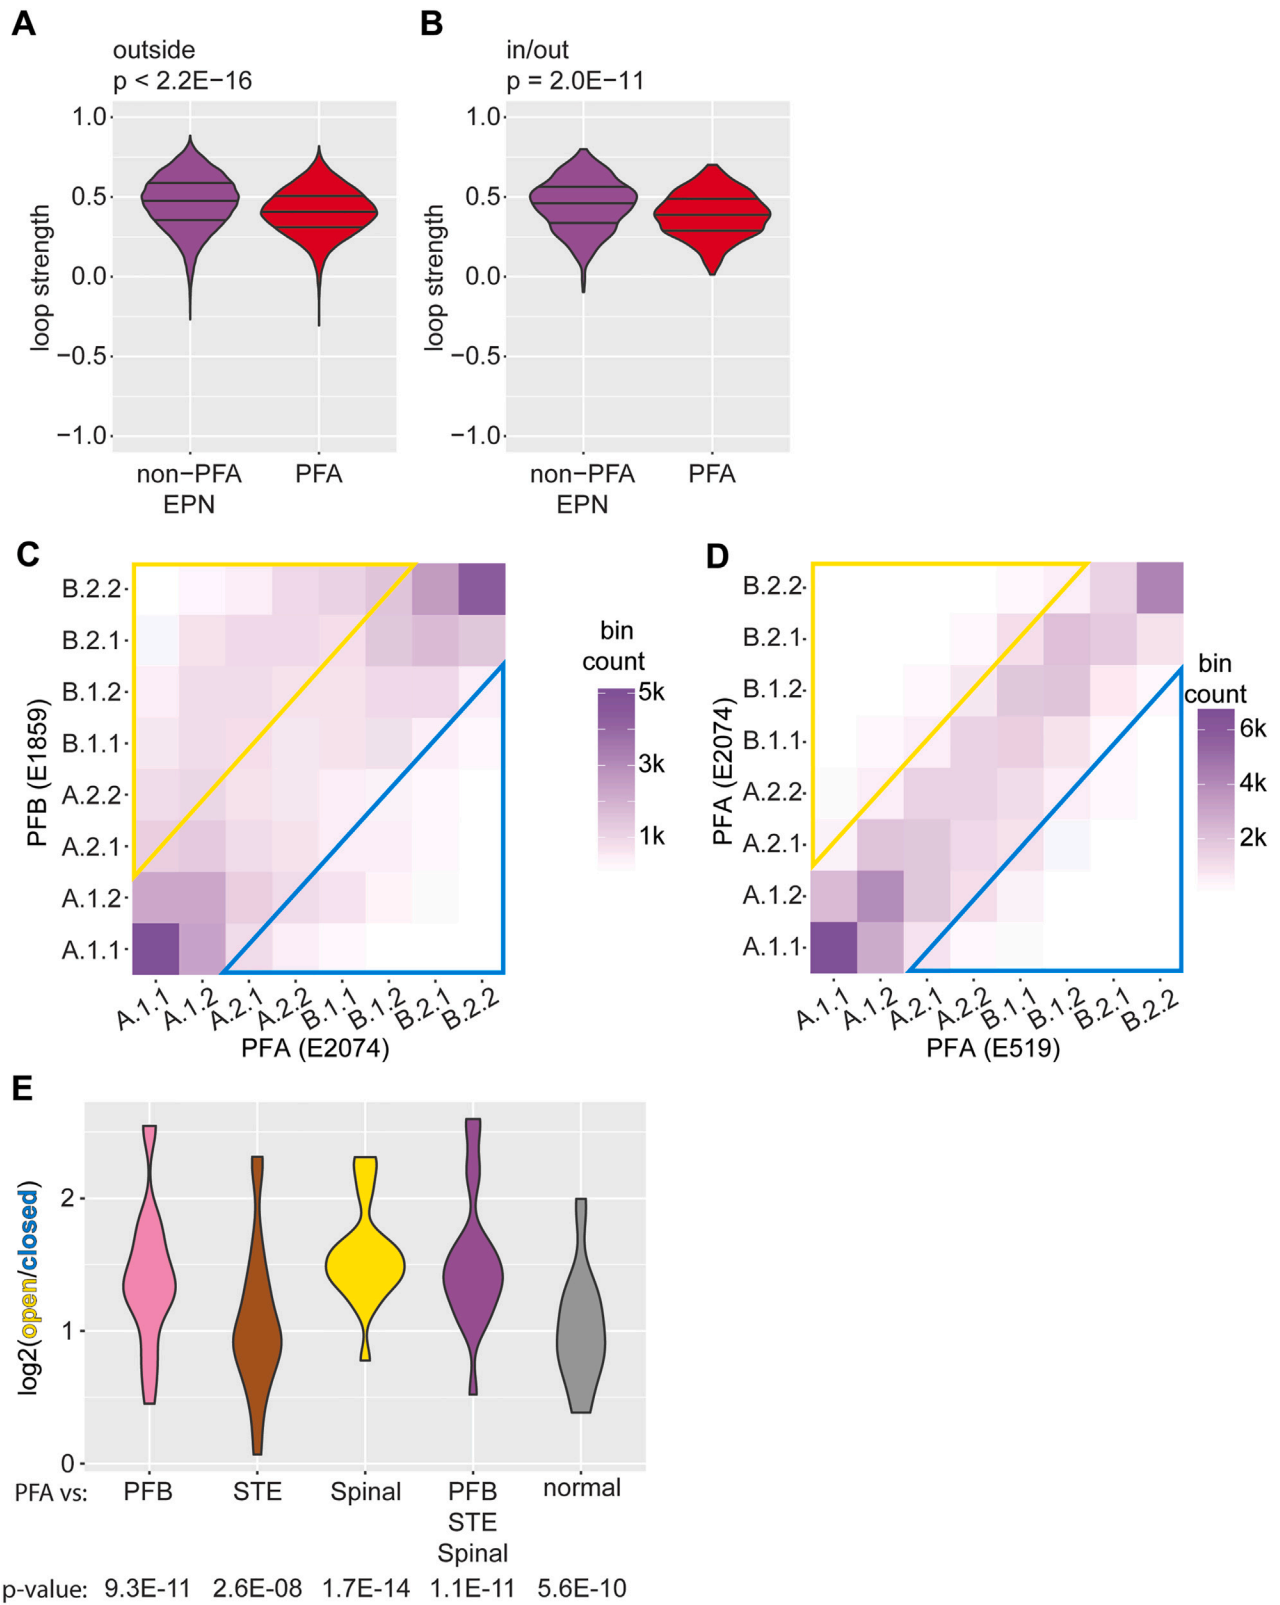 A
outside
p < 2.2E−16
loop strength
1.0
0.5
0.0
−0.5
−1.0
non−PFA
EPN
PFA
B
in/out
p = 2.0E−11
loop strength
1.0
0.5
0.0
−0.5
−1.0
non−PFA
EPN
PFA
C
PFB (E1859)
B.2.2
B.2.1
B.1.2
B.1.1
A.2.2
A.2.1
A.1.2
A.1.1
A.1.1 A.1.2 A.2.1 A.2.2 B.1.1 B.1.2 B.2.1 B.2.2
PFA (E2074)
bin
count
5k
3k
1k
D
PFA (E2074)
B.2.2
B.2.1
B.1.2
B.1.1
A.2.2
A.2.1
A.1.2
A.1.1
A.1.1 A.1.2 A.2.1 A.2.2 B.1.1 B.1.2 B.2.1 B.2.2
PFA (E519)
bin
count
6k
4k
2k
E
log2(open/closed)
2
1
0
PFA vs: PFB STE Spinal PFB normal
STE
Spinal
p-value: 9.3E-11 2.6E-08 1.7E-14 1.1E-11 5.6E-10